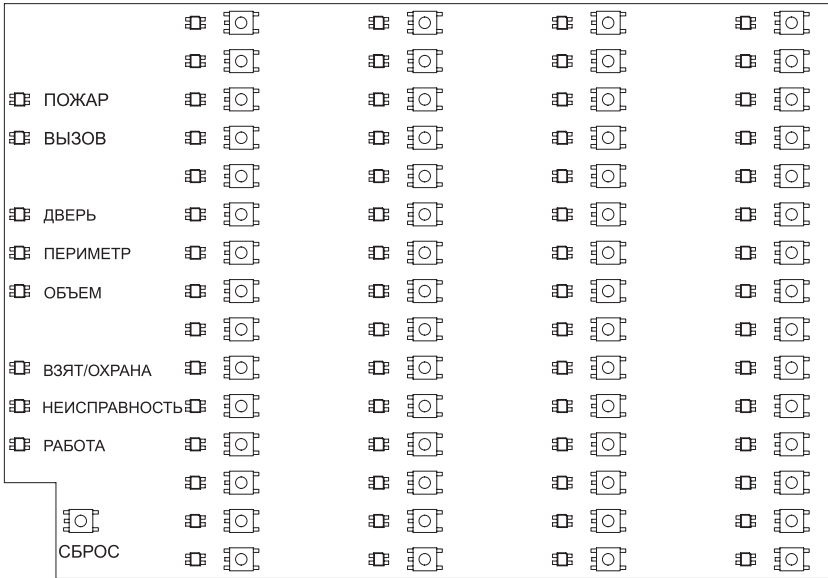 ПОЖАР
ВЫЗОВ
ДВЕРЬ
ПЕРИМЕТР
ОБЪЕМ
ВЗЯТ/ОХРАНА
НЕИСПРАВНОСТЬ
РАБОТА
СБРОС